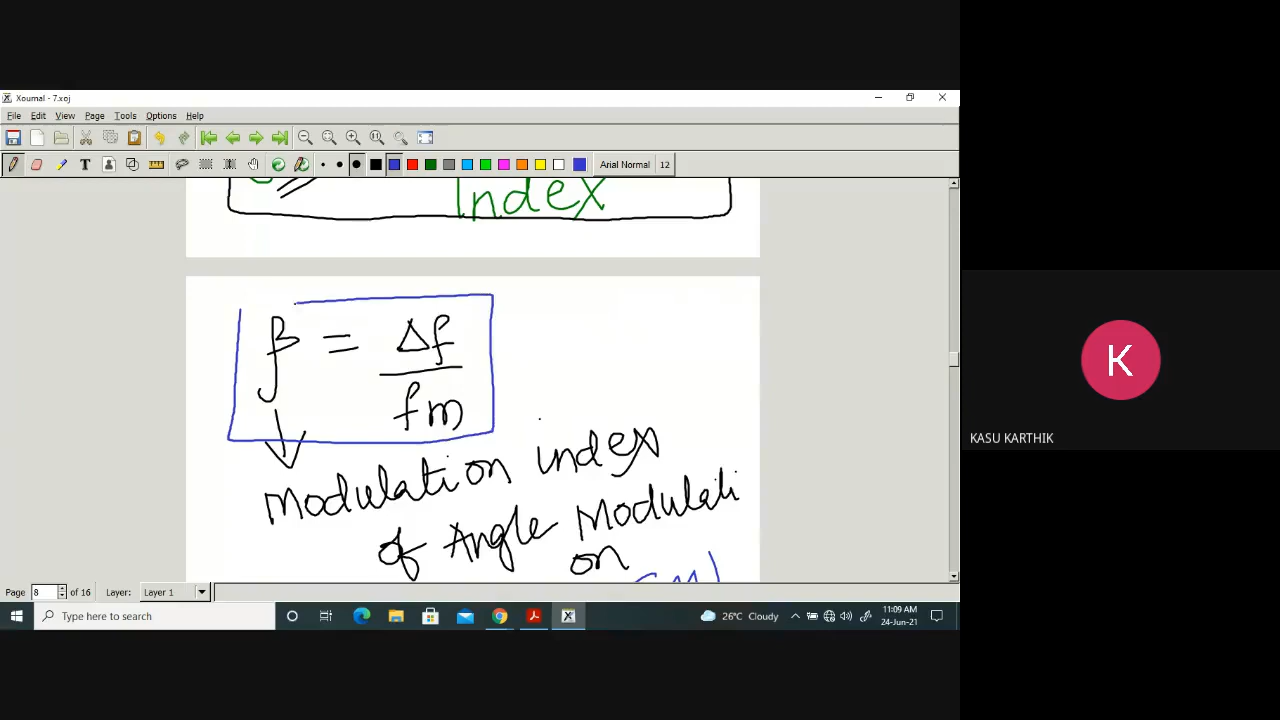 Xournal - 7.xoj
File Edit View Page Tools Options Help
Arial Normal 12
Index
β = Δf
fm
Modulation index
of Angle Modulati
on
Page 8 of 16 Layer: Layer 1
Type here to search
26°C Cloudy
11:09 AM
24-Jun-21
K
KASU KARTHIK